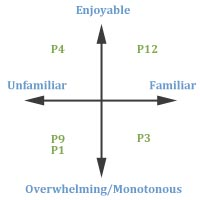 Enjoyable
P4 P12
Unfamiliar Familiar
P9 P3
P1
Overwhelming/Monotonous